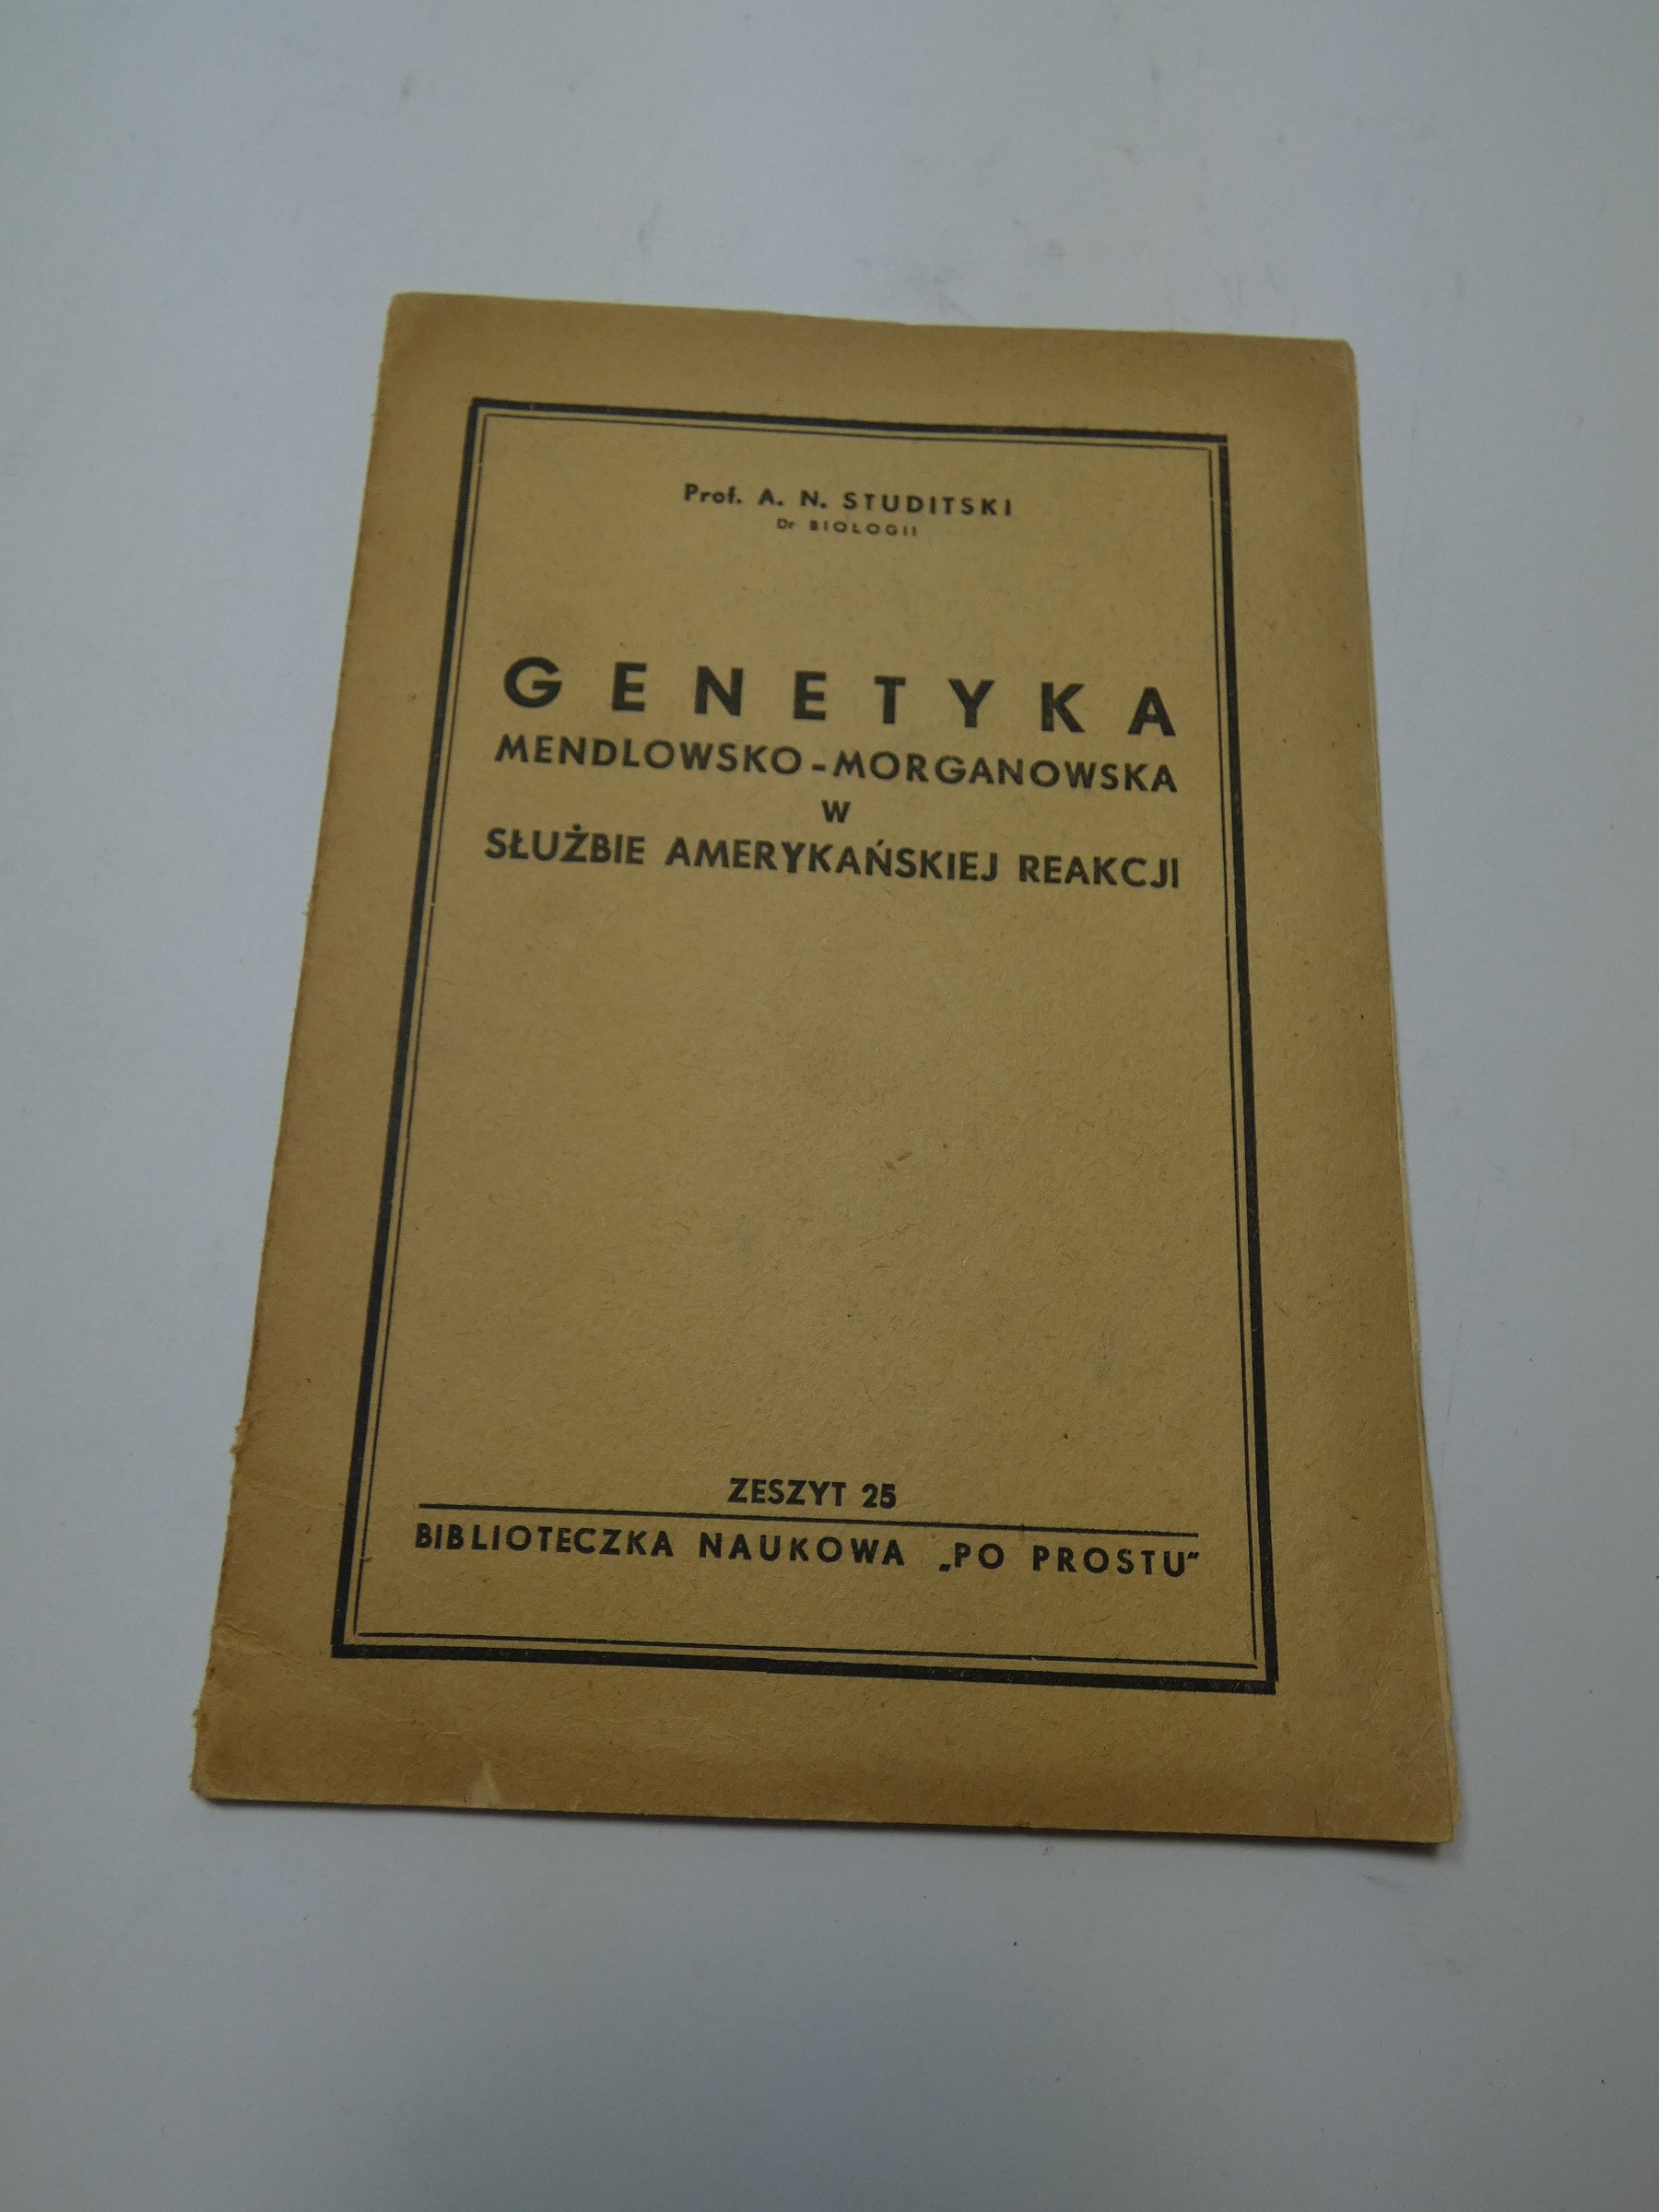 Prof. A. N. STUDITSKI
Dr BIOLOGII
GENETYKA
MENDLOWSKO-MORGANOWSKA
W
SŁUŻBIE AMERYKAŃSKIEJ REAKCJI
ZESZYT 25
BIBLIOTECZKA NAUKOWA „PO PROSTU“